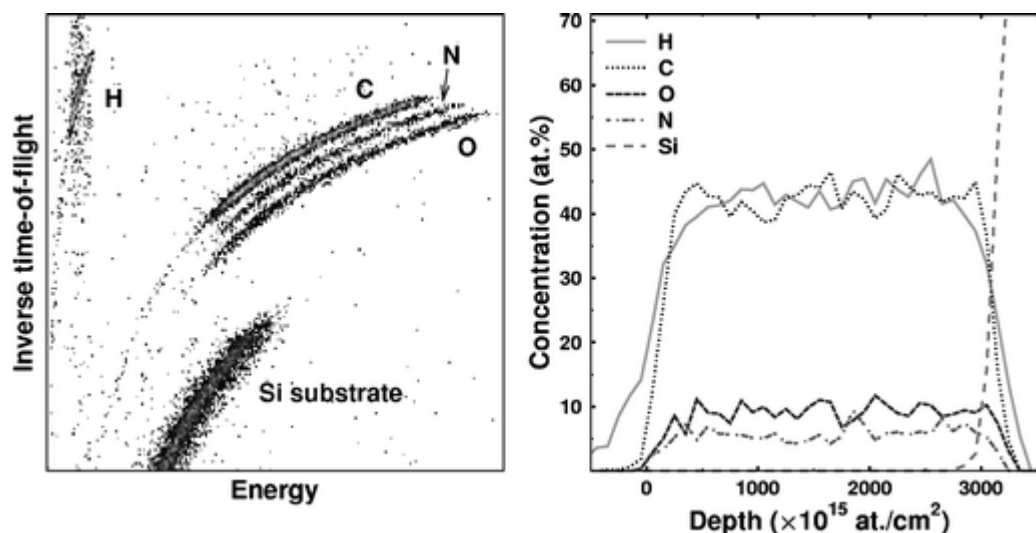 H
C
N
O
Si substrate
Inverse time-of-flight
Energy
70
60
50
40
30
20
10
H
C
O
N
Si
Concentration (at.%)
0 1000 2000 3000
Depth (×10¹⁵ at./cm²)